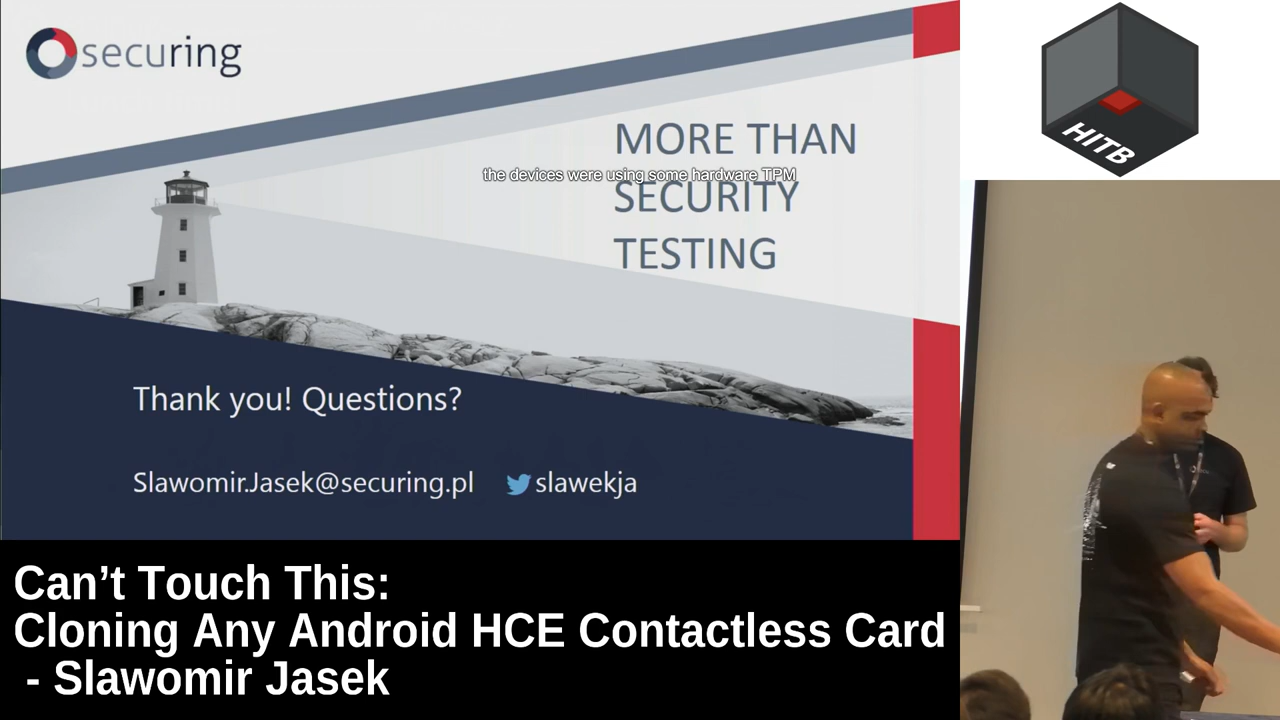 securing
MORE THAN
the devices were using some hardware TPM
SECURITY
TESTING
Thank you! Questions?
Slawomir.Jasek@securing.pl
slawekja
Can’t Touch This:
Cloning Any Android HCE Contactless Card
- Slawomir Jasek
HITB